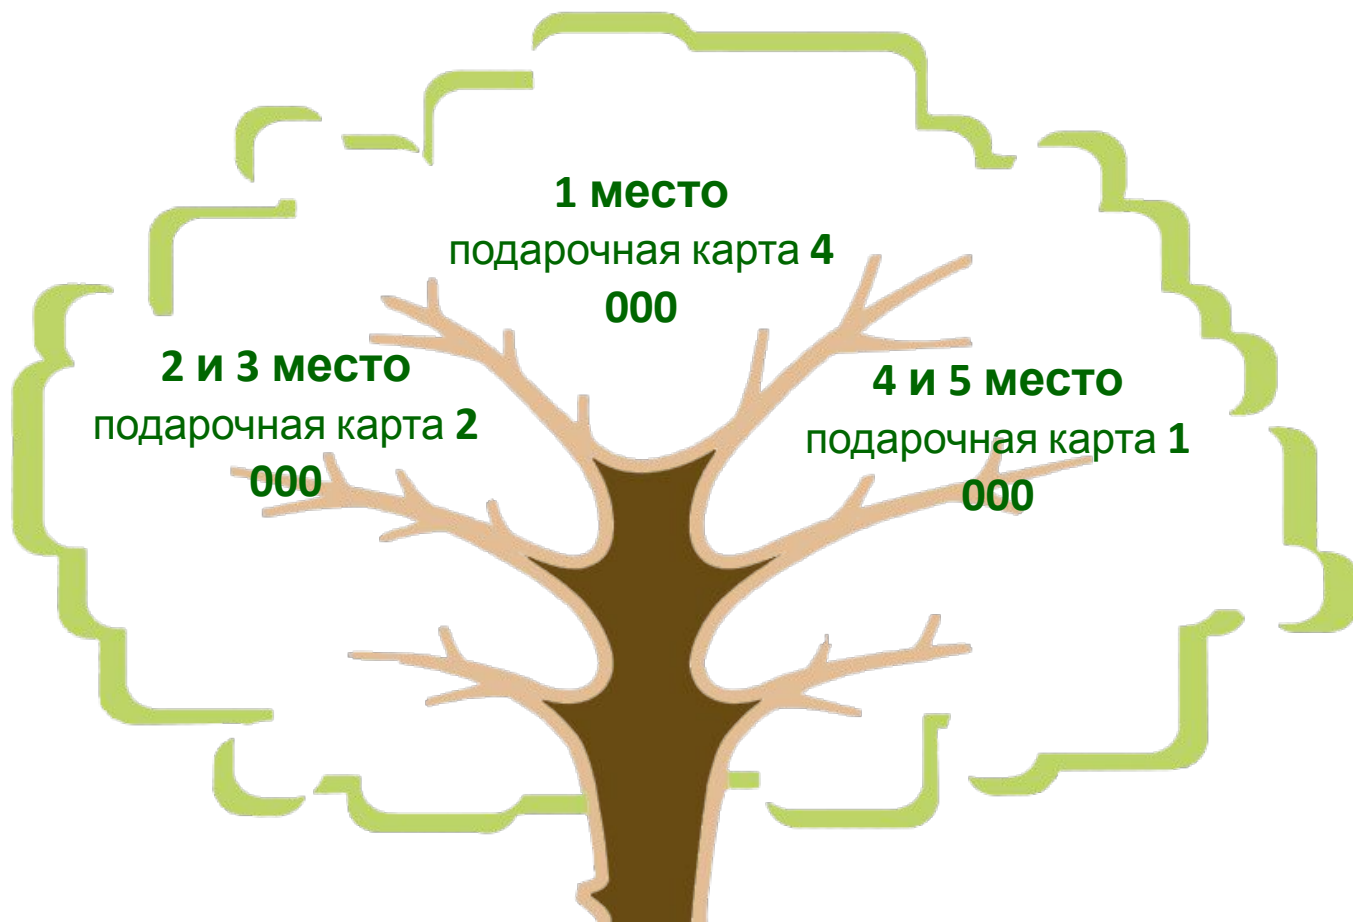 1 место
подарочная карта 4
000
2 и 3 место
подарочная карта 2
000
4 и 5 место
подарочная карта 1
000